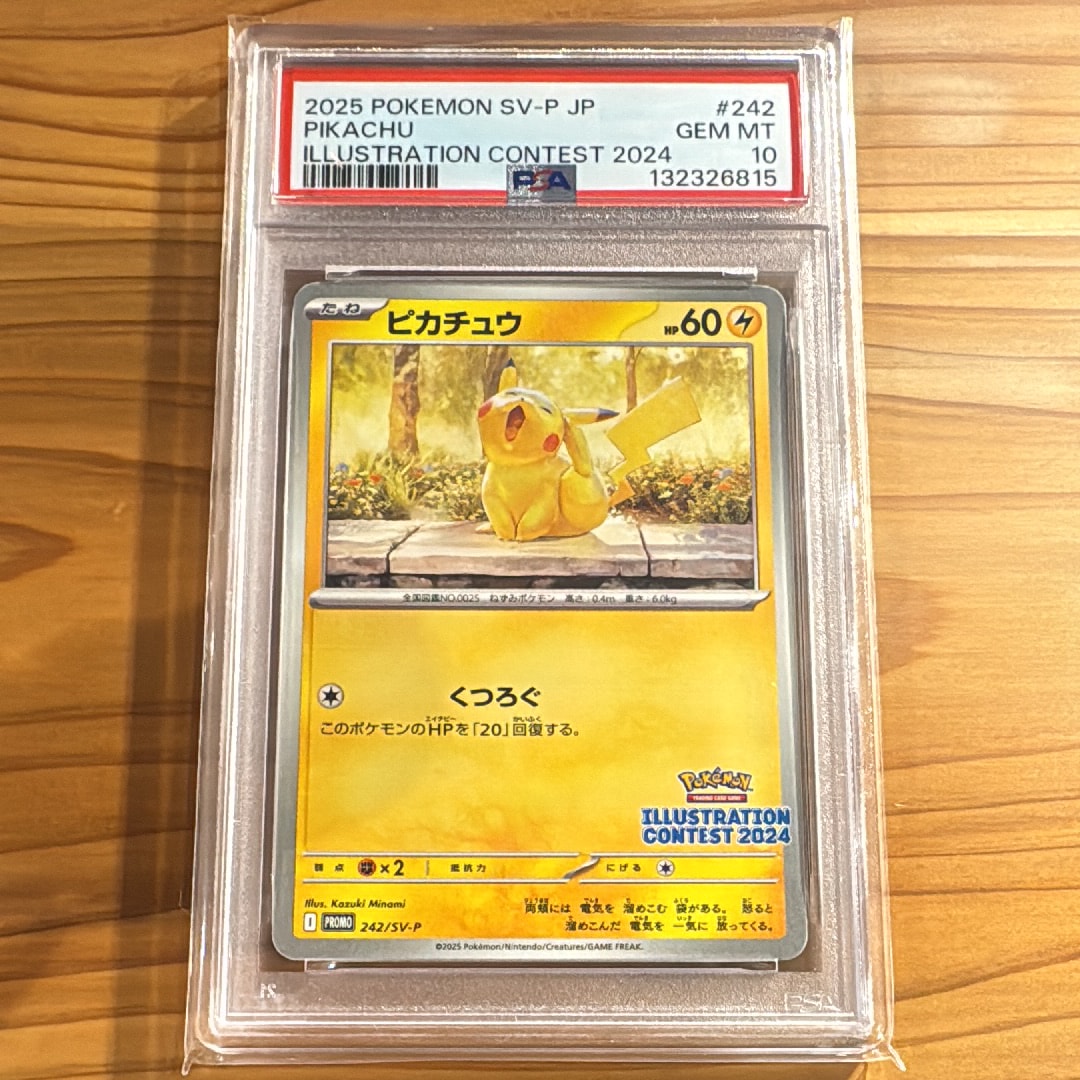 2025 POKEMON SV-P JP #242
PIKACHU GEM MT
ILLUSTRATION CONTEST 2024 10
PSA 132326815
たね ピカチュウ HP60
全国図鑑NO.0025 ねずみポケモン 高さ:0.4m 重さ:6.0kg
くつろぐ
このポケモンのHPを「20」回復する。
Pokémon
TRADING CARD GAME
ILLUSTRATION
CONTEST 2024
弱点 ×2 抵抗力 にげる
Illus. Kazuki Minami
I PROMO 242/SV-P
両頬には 電気を 溜めこむ 袋がある。 怒ると
溜めこんだ 電気を 一気に 放ってくる。
©2025 Pokémon/Nintendo/Creatures/GAME FREAK.
PSA